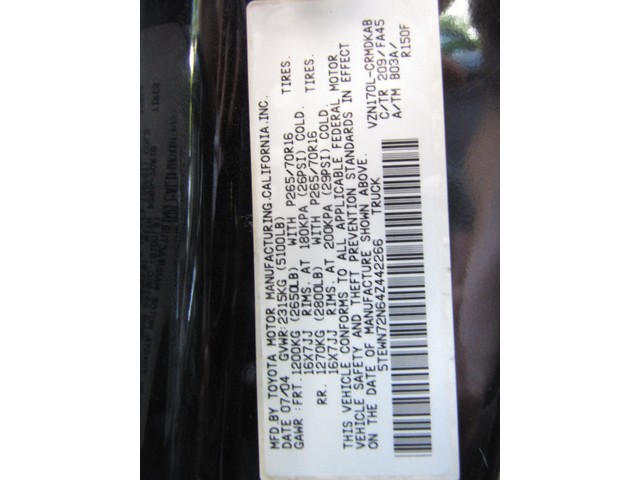 MFD.BY TOYOTA MOTOR MANUFACTURING,CALIFORNIA,INC.
DATE 07/04 GVWR:2315KG (5100LB)
GAWR :FRT.1200KG (2650LB) WITH P265/70R16 TIRES.
16X7JJ RIMS. AT 180KPA (26PSI) COLD.
RR. 1270KG (2800LB) WITH P265/70R16 TIRES.
16X7JJ RIMS. AT 200KPA (29PSI) COLD.
THIS VEHICLE CONFORMS TO ALL APPLICABLE FEDERAL MOTOR
VEHICLE SAFETY AND THEFT PREVENTION STANDARDS IN EFFECT
ON THE DATE OF MANUFACTURE SHOWN ABOVE.
5TEWN72N64Z442266 TRUCK
VZN170L-CRMDKAB
C/TR 209/FA45
A/TM B03A/
R150F